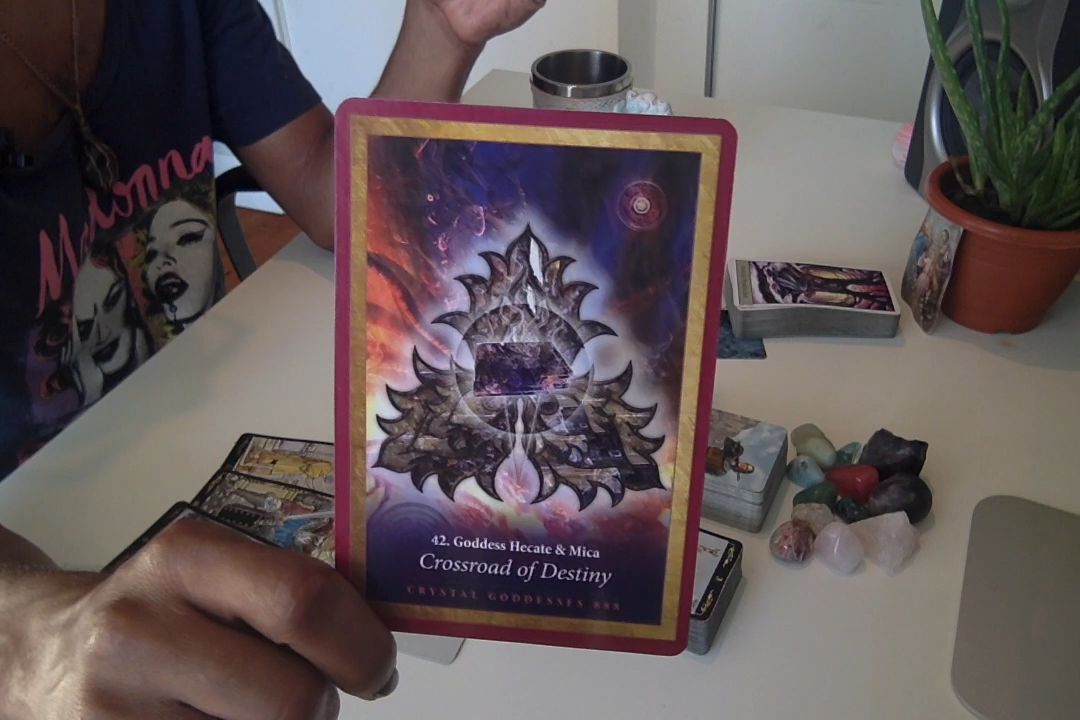 Madonna
42. Goddess Hecate & Mica
Crossroad of Destiny
CRYSTAL GODDESSES 888